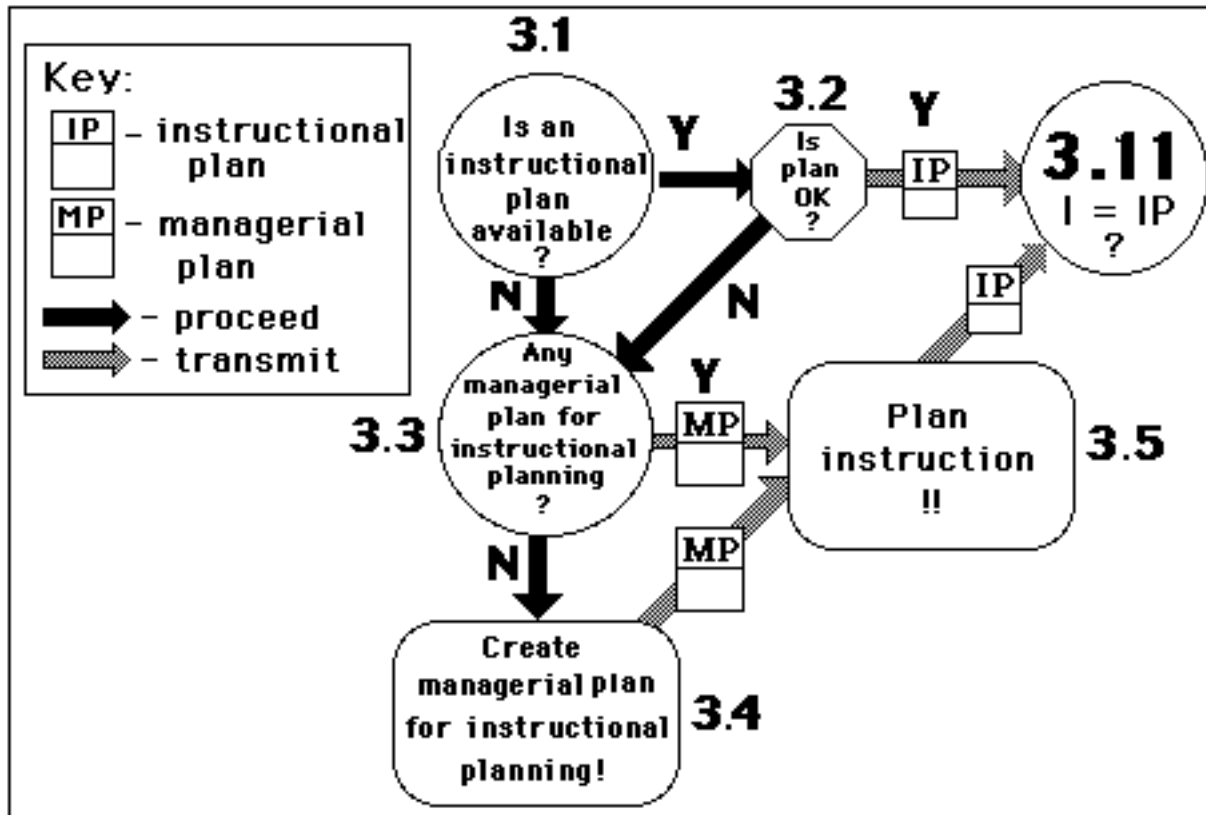 Key:
IP – instructional
plan
MP – managerial
plan
– proceed
– transmit
3.1
Is an
instructional
plan
available
?
Y
N
3.2
Is
plan
OK
?
Y
IP
N
3.11
I = IP
?
3.3
Any
managerial
plan for
instructional
planning
?
Y
MP
N
IP
Plan
instruction
!!
3.5
MP
Create
managerial plan
for instructional
planning!
3.4